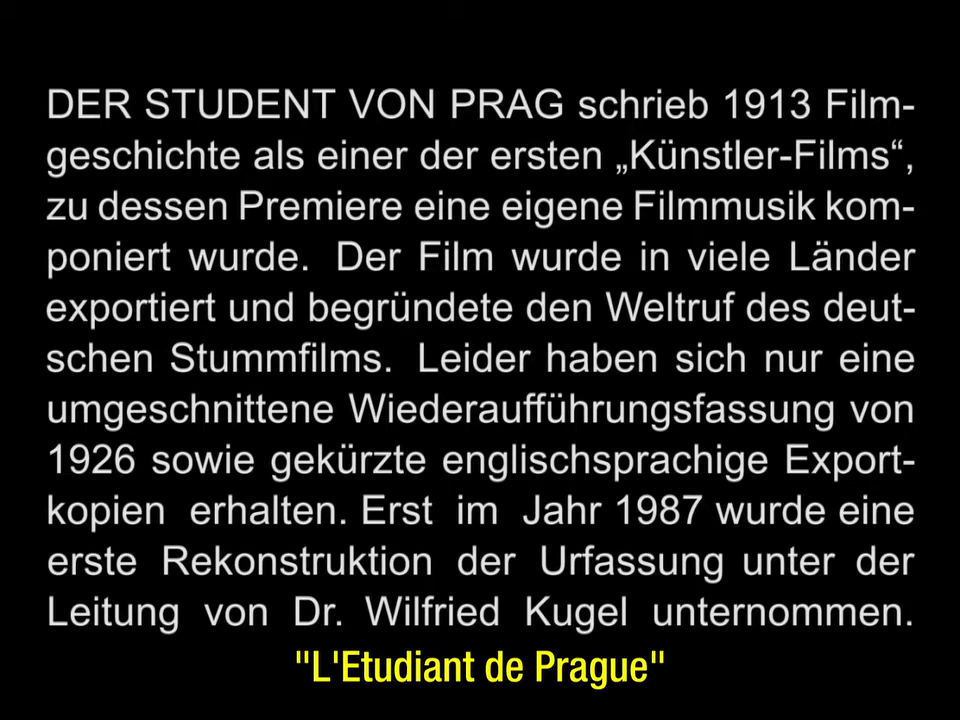 DER STUDENT VON PRAG schrieb 1913 Film-
geschichte als einer der ersten „Künstler-Films“,
zu dessen Premiere eine eigene Filmmusik kom-
poniert wurde. Der Film wurde in viele Länder
exportiert und begründete den Weltruf des deut-
schen Stummfilms. Leider haben sich nur eine
umgeschnittene Wiederaufführungsfassung von
1926 sowie gekürzte englischsprachige Export-
kopien erhalten. Erst im Jahr 1987 wurde eine
erste Rekonstruktion der Urfassung unter der
Leitung von Dr. Wilfried Kugel unternommen.
"L'Etudiant de Prague"